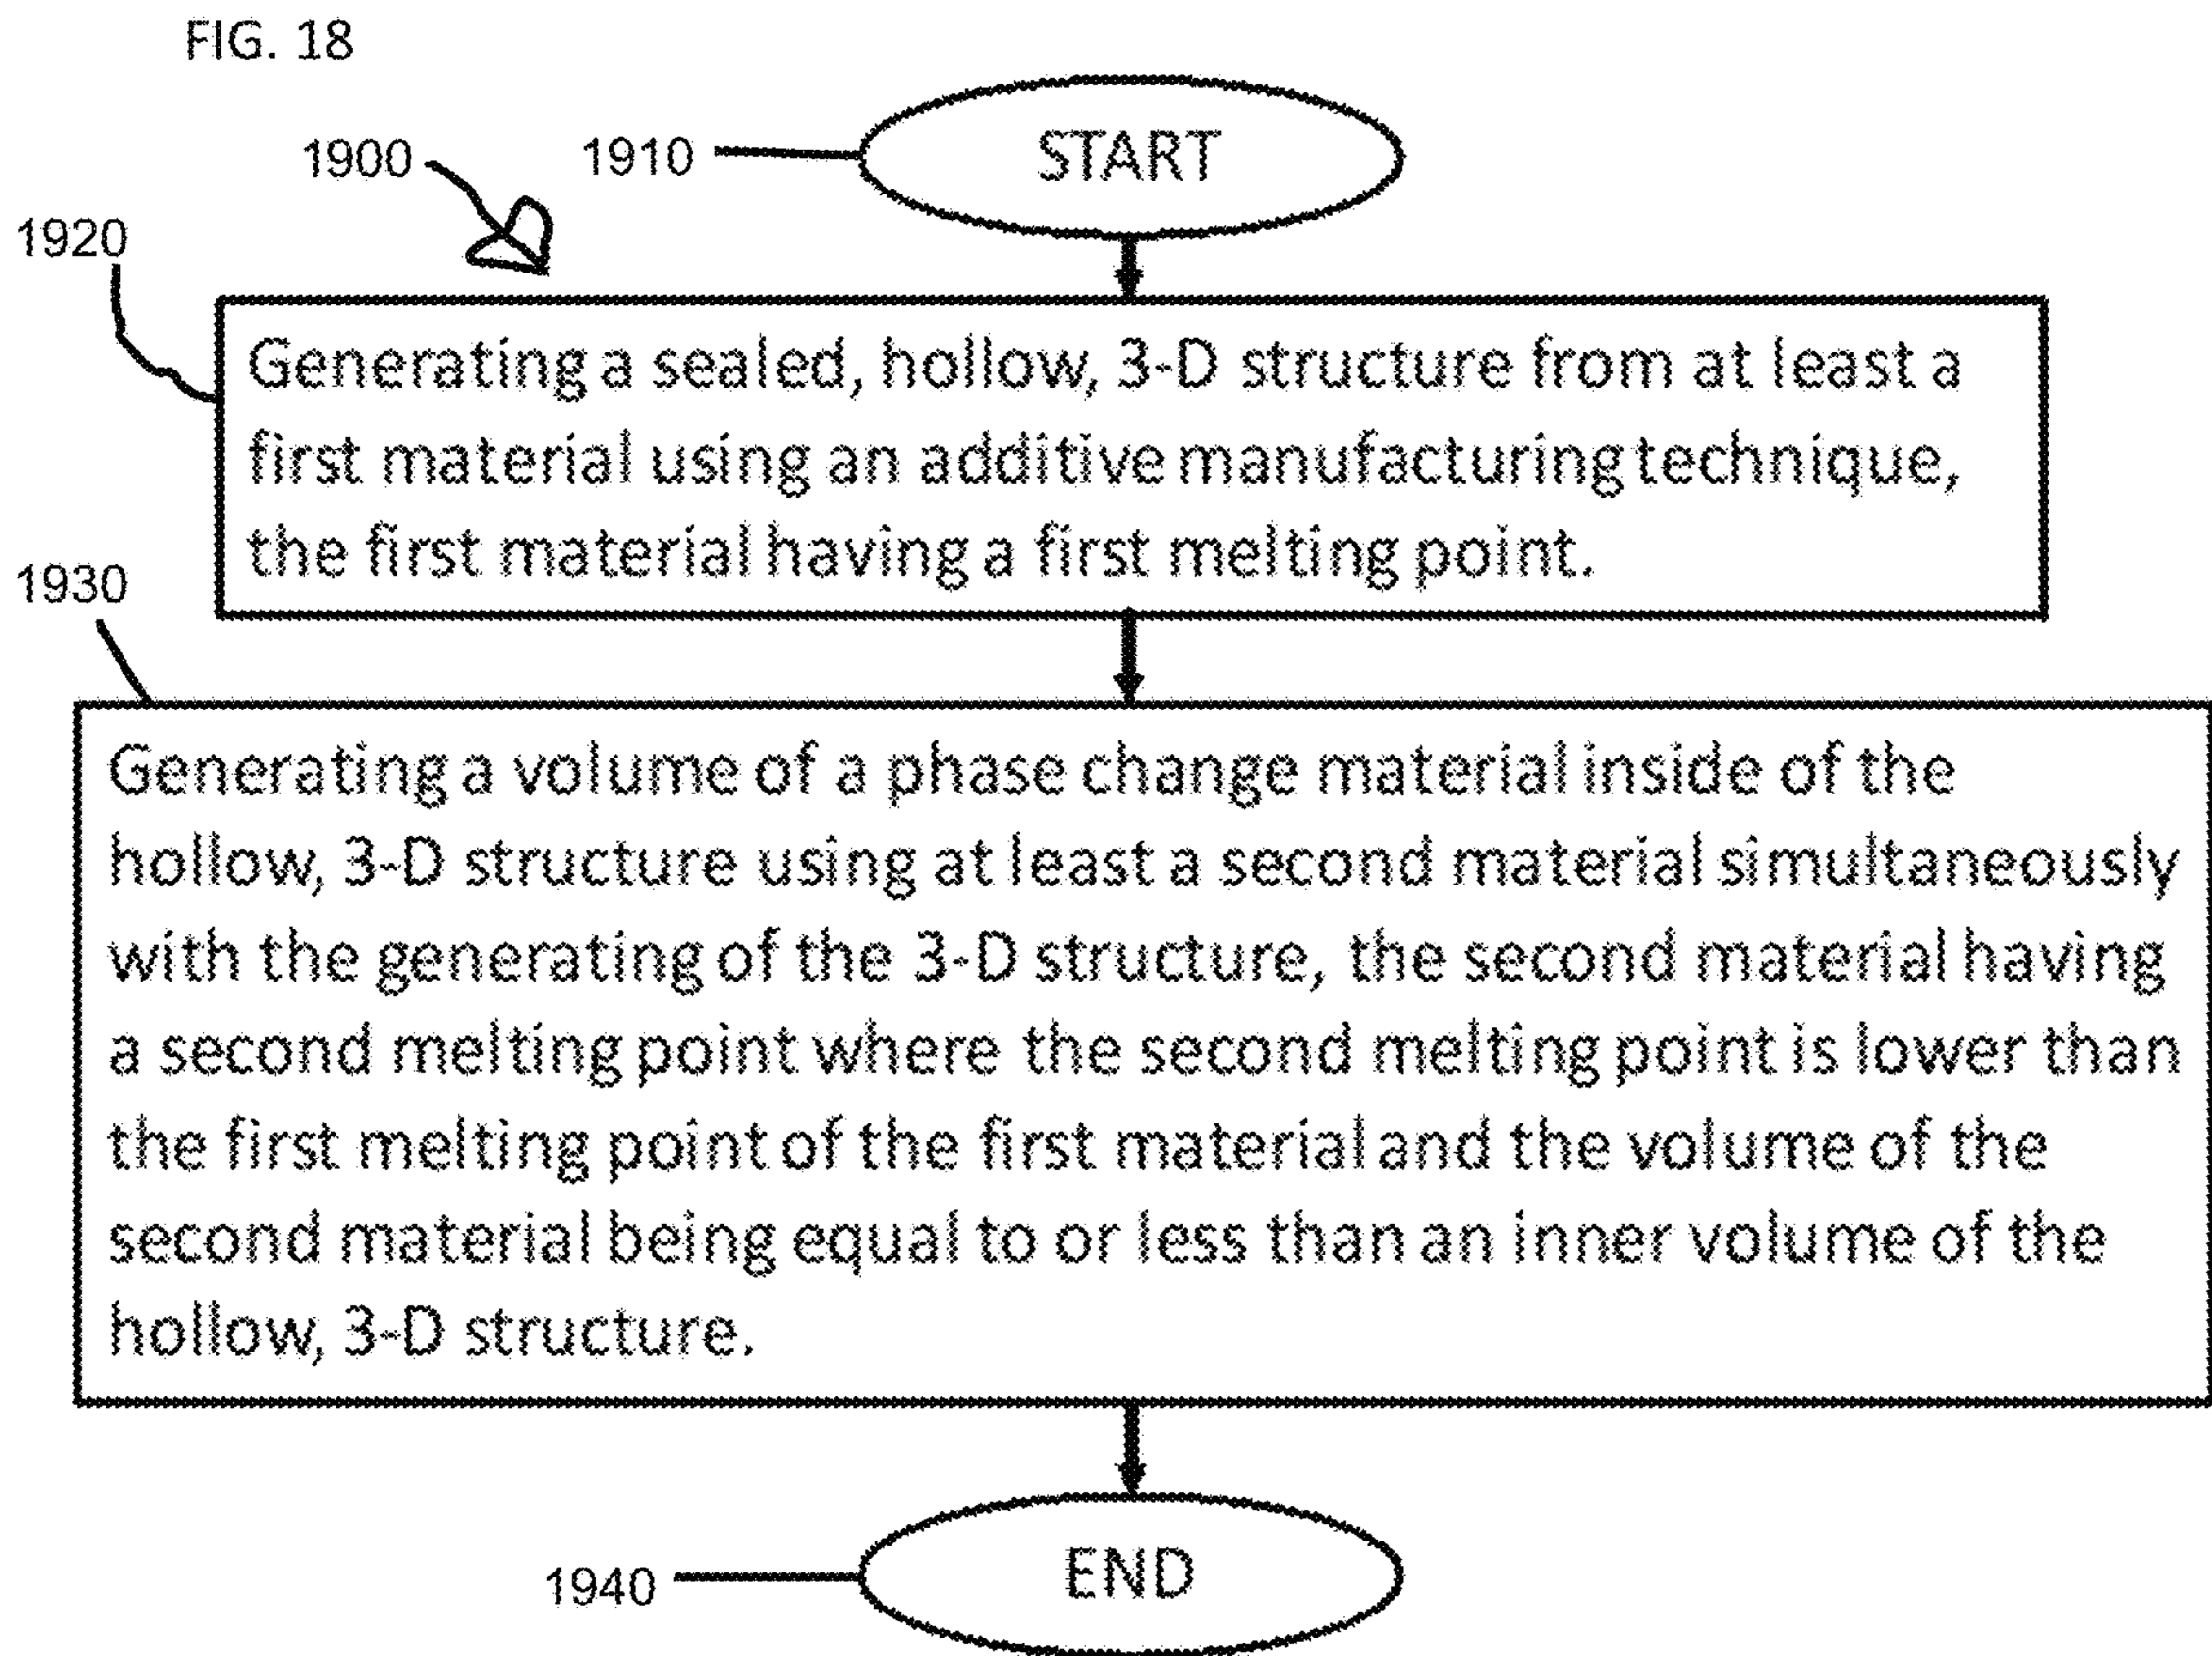 FIG. 18
1900
1910
START
1920
Generating a sealed, hollow, 3-D structure from at least a
first material using an additive manufacturing technique,
the first material having a first melting point.
1930
Generating a volume of a phase change material inside of the
hollow, 3-D structure using at least a second material simultaneously
with the generating of the 3-D structure, the second material having
a second melting point where the second melting point is lower than
the first melting point of the first material and the volume of the
second material being equal to or less than an inner volume of the
hollow, 3-D structure.
1940
END